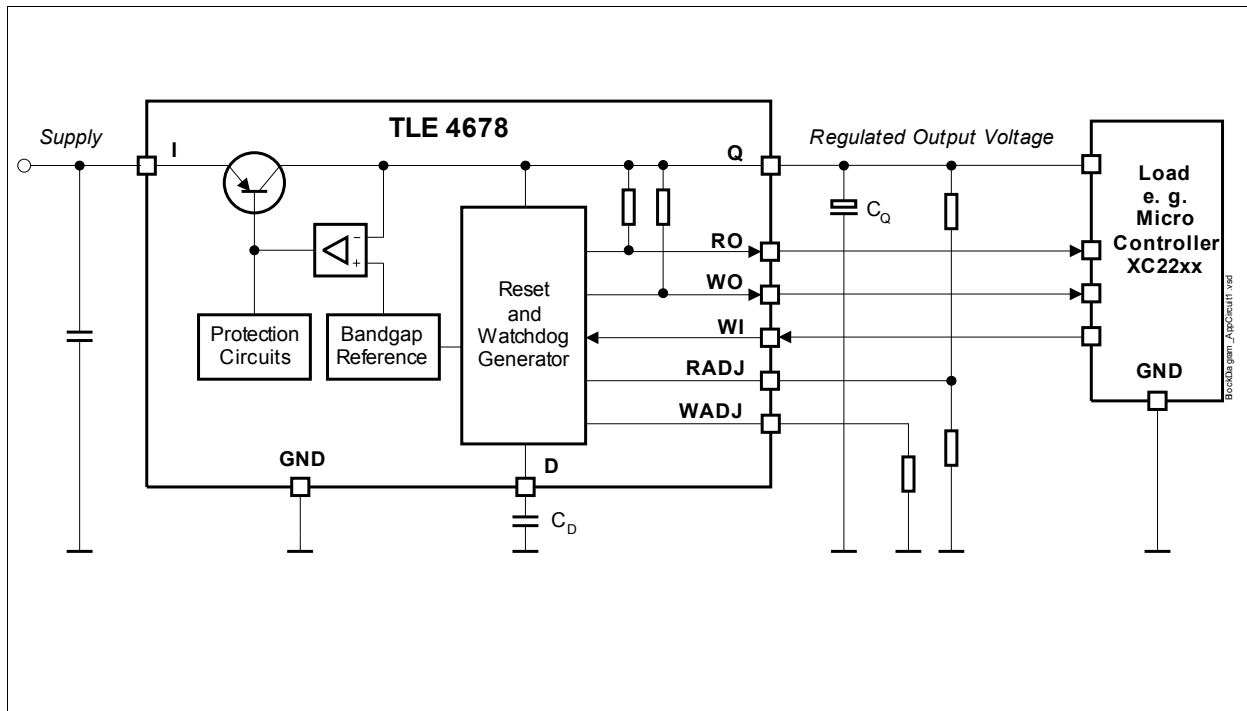 TLE 4678
Supply
I
Q
Regulated Output Voltage
Load
e. g.
Micro
Controller
XC22xx
C_Q
RO
WO
WI
RADJ
WADJ
-
+
Protection
Circuits
Bandgap
Reference
Reset
and
Watchdog
Generator
GND
D
C_D
GND
BockDiagram_AppCircuit1.vsd